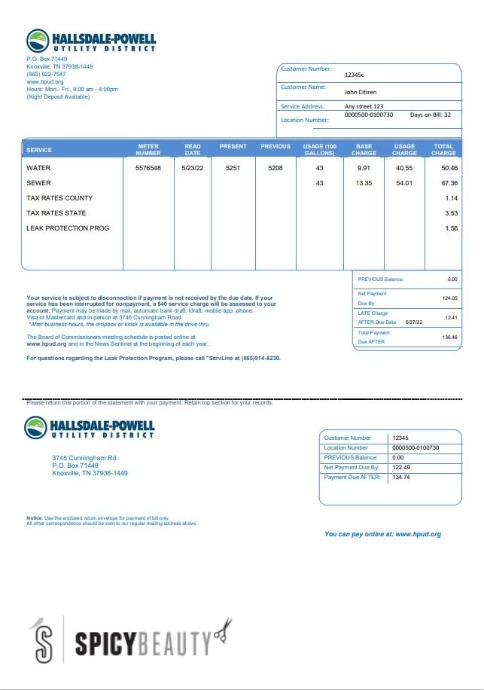 HALLSDALE-POWELL
UTILITY DISTRICT
P.O. Box 71449
Knoxville, TN 37938-1449
(865) 922-7547
www.hpud.org
Hours: Mon.- Fri., 8:00 am - 4:00pm
(Night Deposit Available)
Customer Number: 12345c
Customer Name: John Citizen
Service Address: Any street 123
Location Number: 0000500-0100730 Days on Bill: 32
SERVICE METER NUMBER READ DATE PRESENT PREVIOUS USAGE (100 GALLONS) BASE CHARGE USAGE CHARGE TOTAL CHARGE
WATER 5576548 5/23/22 5251 5208 43 9.91 40.55 50.46
SEWER 43 13.35 54.01 67.36
TAX RATES COUNTY 1.14
TAX RATES STATE 3.53
LEAK PROTECTION PROG 1.56
PREVIOUS Balance 0.00
Net Payment Due By: 124.05
LATE Charge AFTER Due Date 6/27/22 12.41
Total Payment Due AFTER 136.46
Your service is subject to disconnection if payment is not received by the due date. If your
service has been interrupted for nonpayment, a $40 service charge will be assessed to your
account. Payment may be made by mail, automatic bank draft, idraft, mobile app, phone,
Visa or Mastercard and in person at 3745 Cunningham Road.
*After business hours, the dropbox or kiosk is available in the drive thru.
The Board of Commissioners meeting schedule is posted online at
www.hpud.org and in the News Sentinel at the beginning of each year.
For questions regarding the Leak Protection Program, please call "ServLine at (865)914-8230.
Please return this portion of the statement with your payment. Retain top section for your records.
HALLSDALE-POWELL
UTILITY DISTRICT
3745 Cunningham Rd.
P.O. Box 71449
Knoxville, TN 37938-1449
Customer Number 12345
Location Number 0000500-0100730
PREVIOUS Balance: 0.00
Net Payment Due By: 122.49
Payment Due AFTER: 134.74
Notice: Use the enclosed return envelope for payment of bill only.
All other correspondence should be sent to our regular mailing address above.
You can pay online at: www.hpud.org
S SPICYBEAUTY